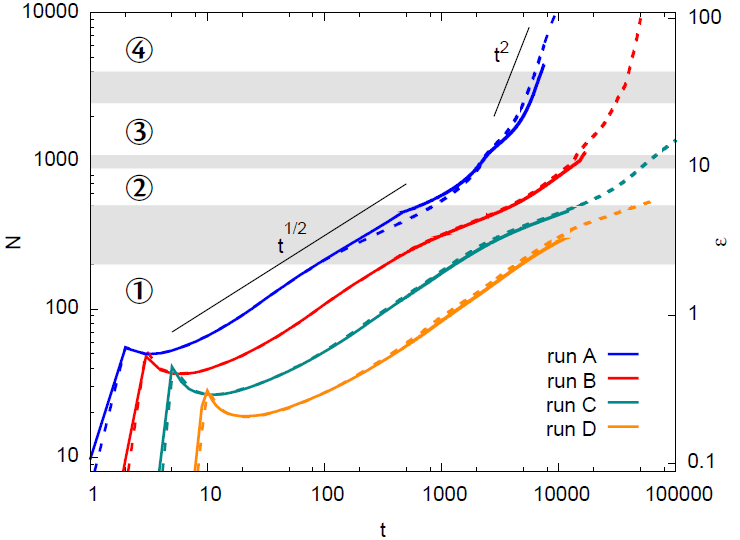 10000
100
④
t²
③
1000
10
②
N
t^{1/2}
ε
①
100
1
run A
run B
run C
run D
10
0.1
1
10
100
1000
10000
100000
t